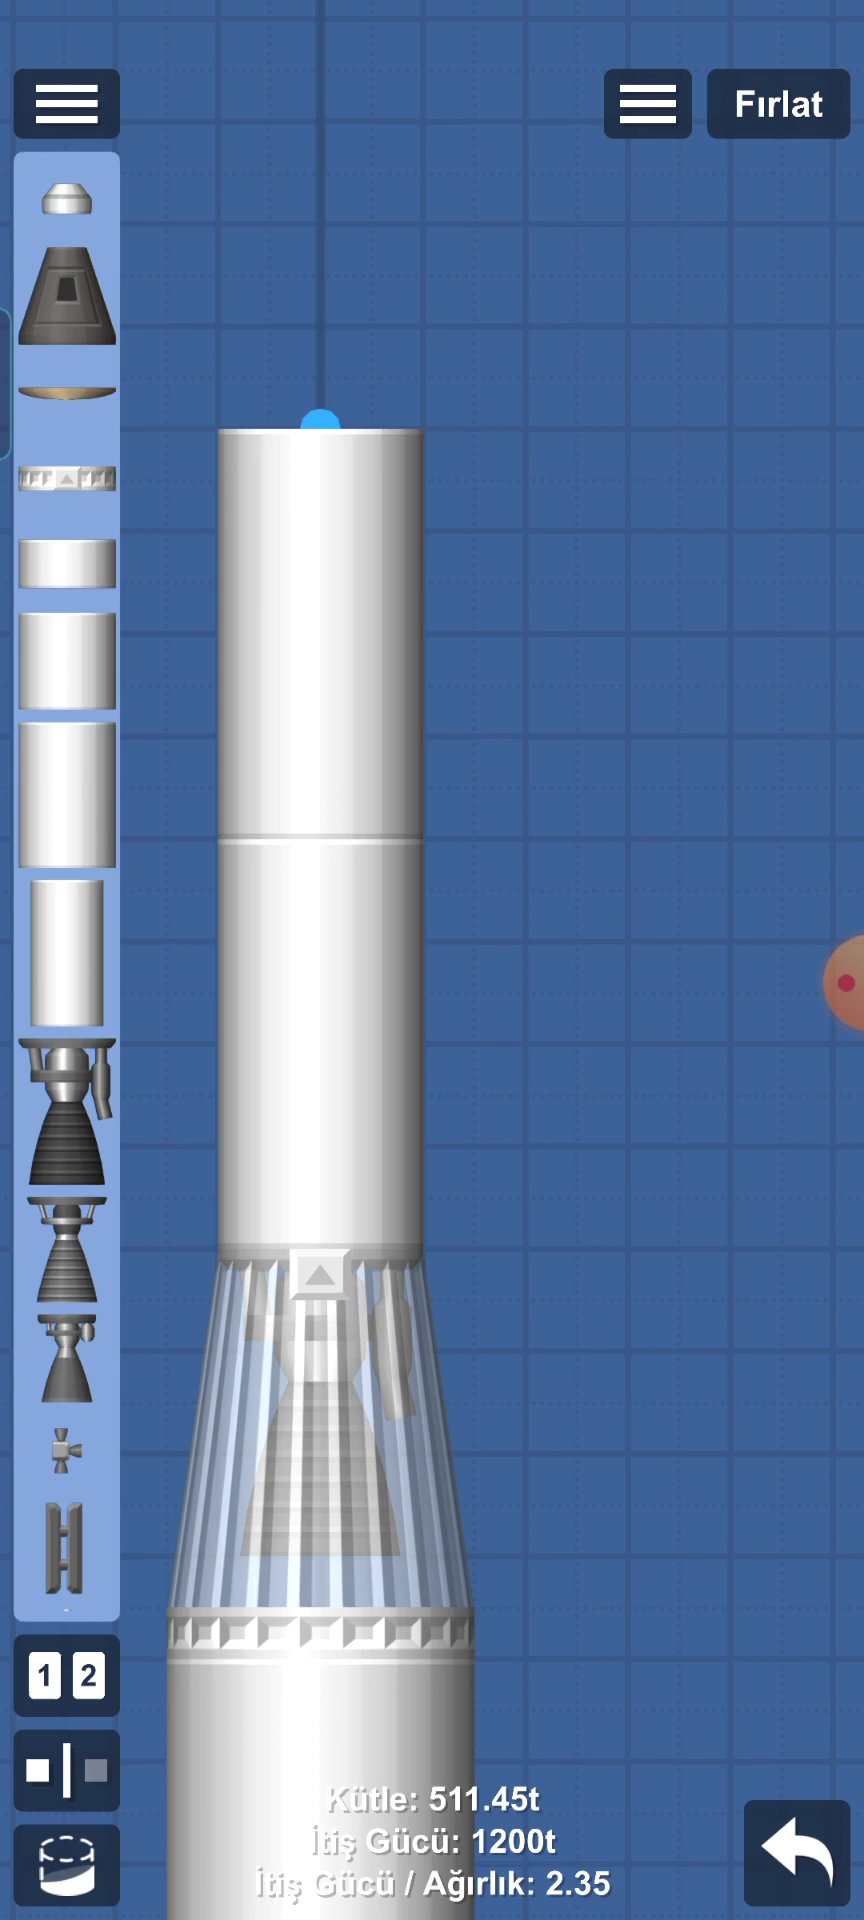 Fırlat
1 2
Kütle: 511.45t
İtiş Gücü: 1200t
İtiş Gücü / Ağırlık: 2.35